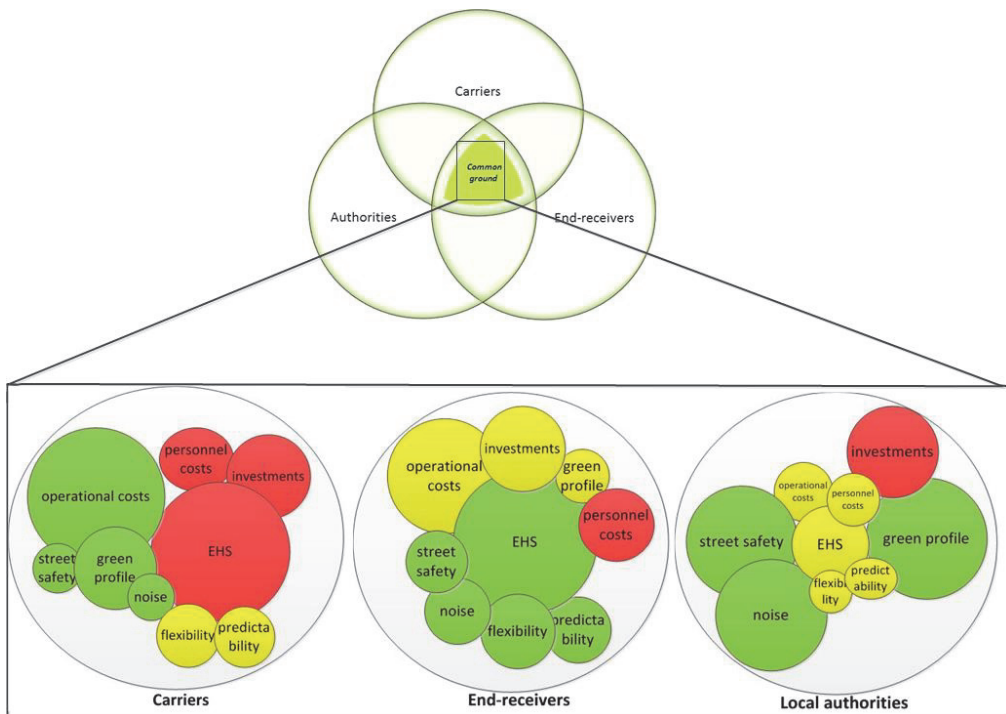 Carriers
Common
ground
Authorities
End-receivers
personnel
costs
investments
operational costs
EHS
street
safety
green
profile
noise
flexibility
predicta
bility
Carriers
investments
operational
costs
green
profile
personnel
costs
EHS
street
safety
noise
flexibility
predicta
bility
End-receivers
investments
operational
costs
personnel
costs
street safety
EHS
green profile
predict
ability
flexibi
lity
noise
Local authorities